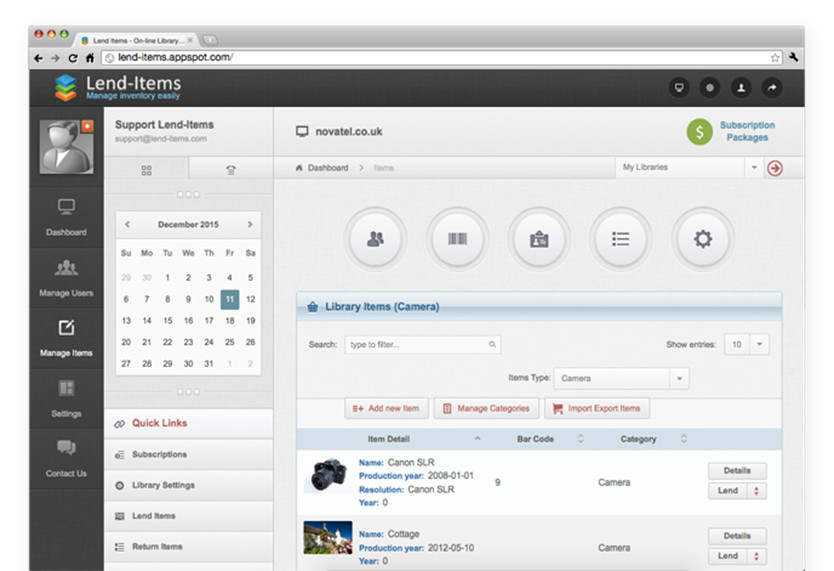 Lend Items - On-line Library...
lend-items.appspot.com/
Lend-Items
Manage inventory easily
Support Lend-Items
support@lend-items.com
novatel.co.uk
$
Subscription
Packages
Dashboard > Items
My Libraries
Dashboard
Manage Users
Manage Items
Settings
Contact Us
< December 2015 >
Su Mo Tu We Th Fr Sa
29 30 1 2 3 4 5
6 7 8 9 10 11 12
13 14 15 16 17 18 19
20 21 22 23 24 25 26
27 28 29 30 31 1 2
Quick Links
Subscriptions
Library Settings
Lend Items
Return Items
Library Items (Camera)
Search: type to filter...
Show entries: 10
Items Type: Camera
Add new Item
Manage Categories
Import Export Items
Item Detail Bar Code Category
Name: Canon SLR
Production year: 2008-01-01
Resolution: Canon SLR
Year: 0
9
Camera
Details
Lend
Name: Cottage
Production year: 2012-05-10
Year: 0
Camera
Details
Lend